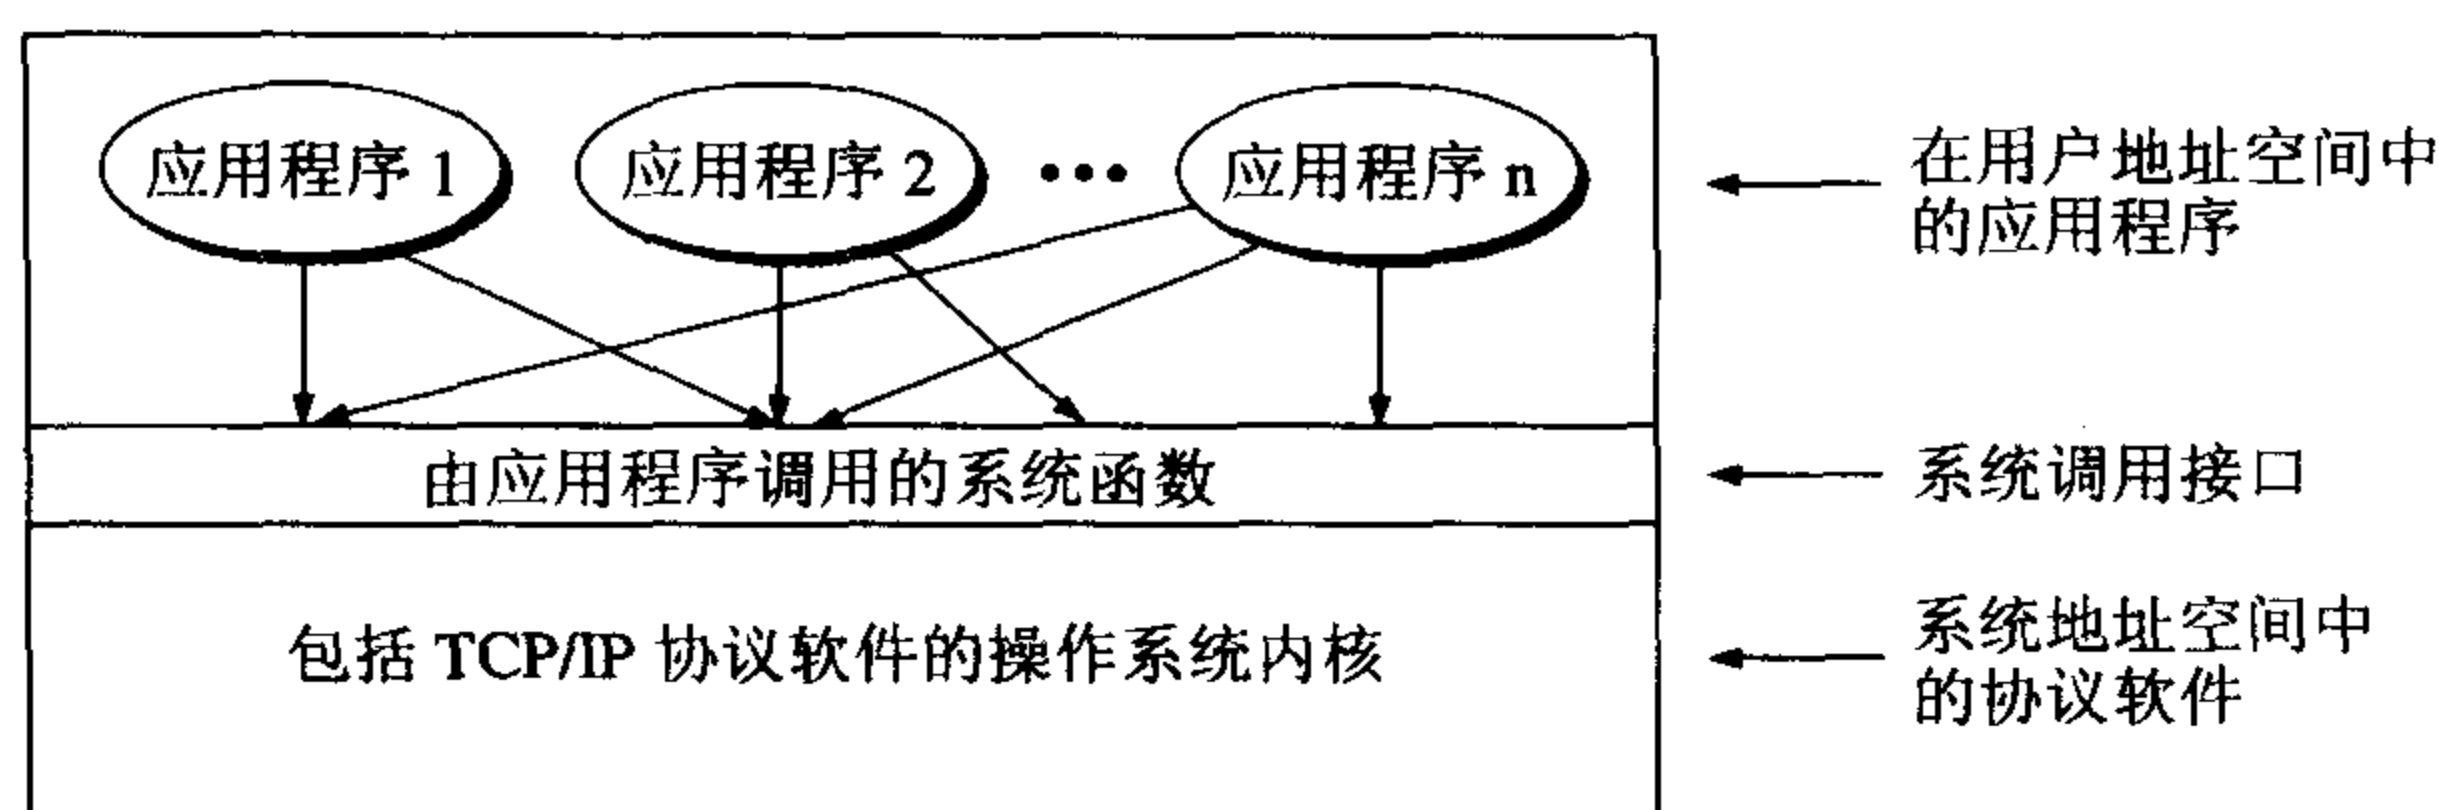 应用程序 1
应用程序 2
•••
应用程序 n
在用户地址空间中
的应用程序
由应用程序调用的系统函数
系统调用接口
包括 TCP/IP 协议软件的操作系统内核
系统地址空间中
的协议软件